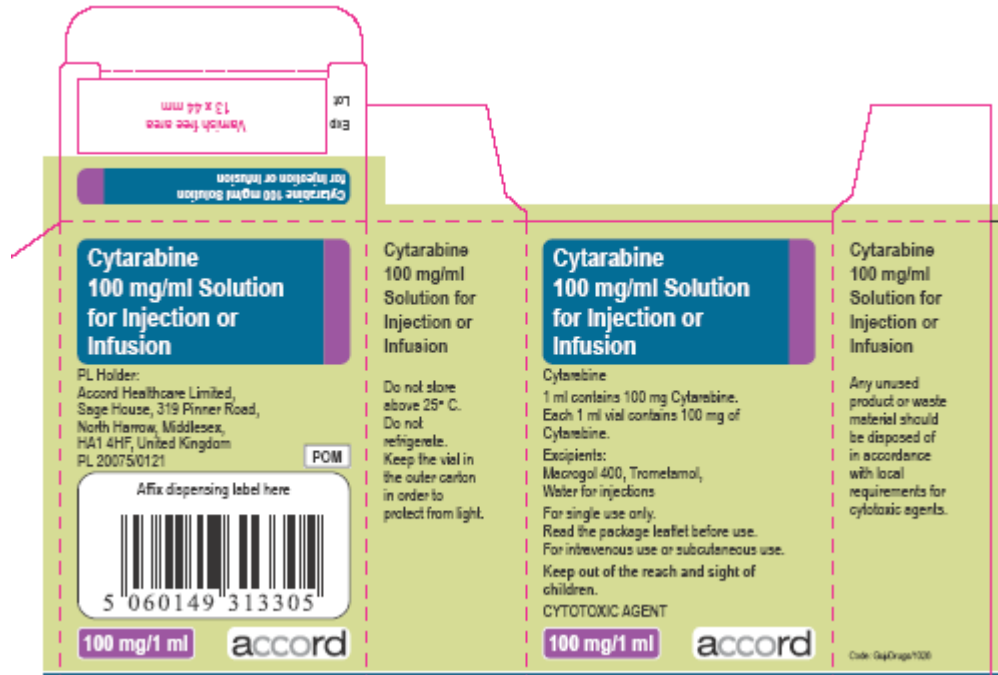 Varnish free area
13 x 44 mm
Exp
Lot
Cytarabine 100 mg/ml Solution
for Injection or Infusion
Cytarabine
100 mg/ml Solution
for Injection or
Infusion
PL Holder:
Accord Healthcare Limited,
Sage House, 319 Pinner Road,
North Harrow, Middlesex,
HA1 4HF, United Kingdom
PL 20075/0121
POM
Affix dispensing label here
5 060149 313305
100 mg/1 ml
accord
Cytarabine
100 mg/ml
Solution for
Injection or
Infusion
Do not store
above 25° C.
Do not
refrigerate.
Keep the vial in
the outer carton
in order to
protect from light.
Cytarabine
100 mg/ml Solution
for Injection or
Infusion
Cytarabine
1 ml contains 100 mg Cytarabine.
Each 1 ml vial contains 100 mg of
Cytarabine.
Excipients:
Macrogol 400, Trometamol,
Water for injections
For single use only.
Read the package leaflet before use.
For intravenous use or subcutaneous use.
Keep out of the reach and sight of
children.
CYTOTOXIC AGENT
100 mg/1 ml
accord
Cytarabine
100 mg/ml
Solution for
Injection or
Infusion
Any unused
product or waste
material should
be disposed of
in accordance
with local
requirements for
cytotoxic agents.
Code: